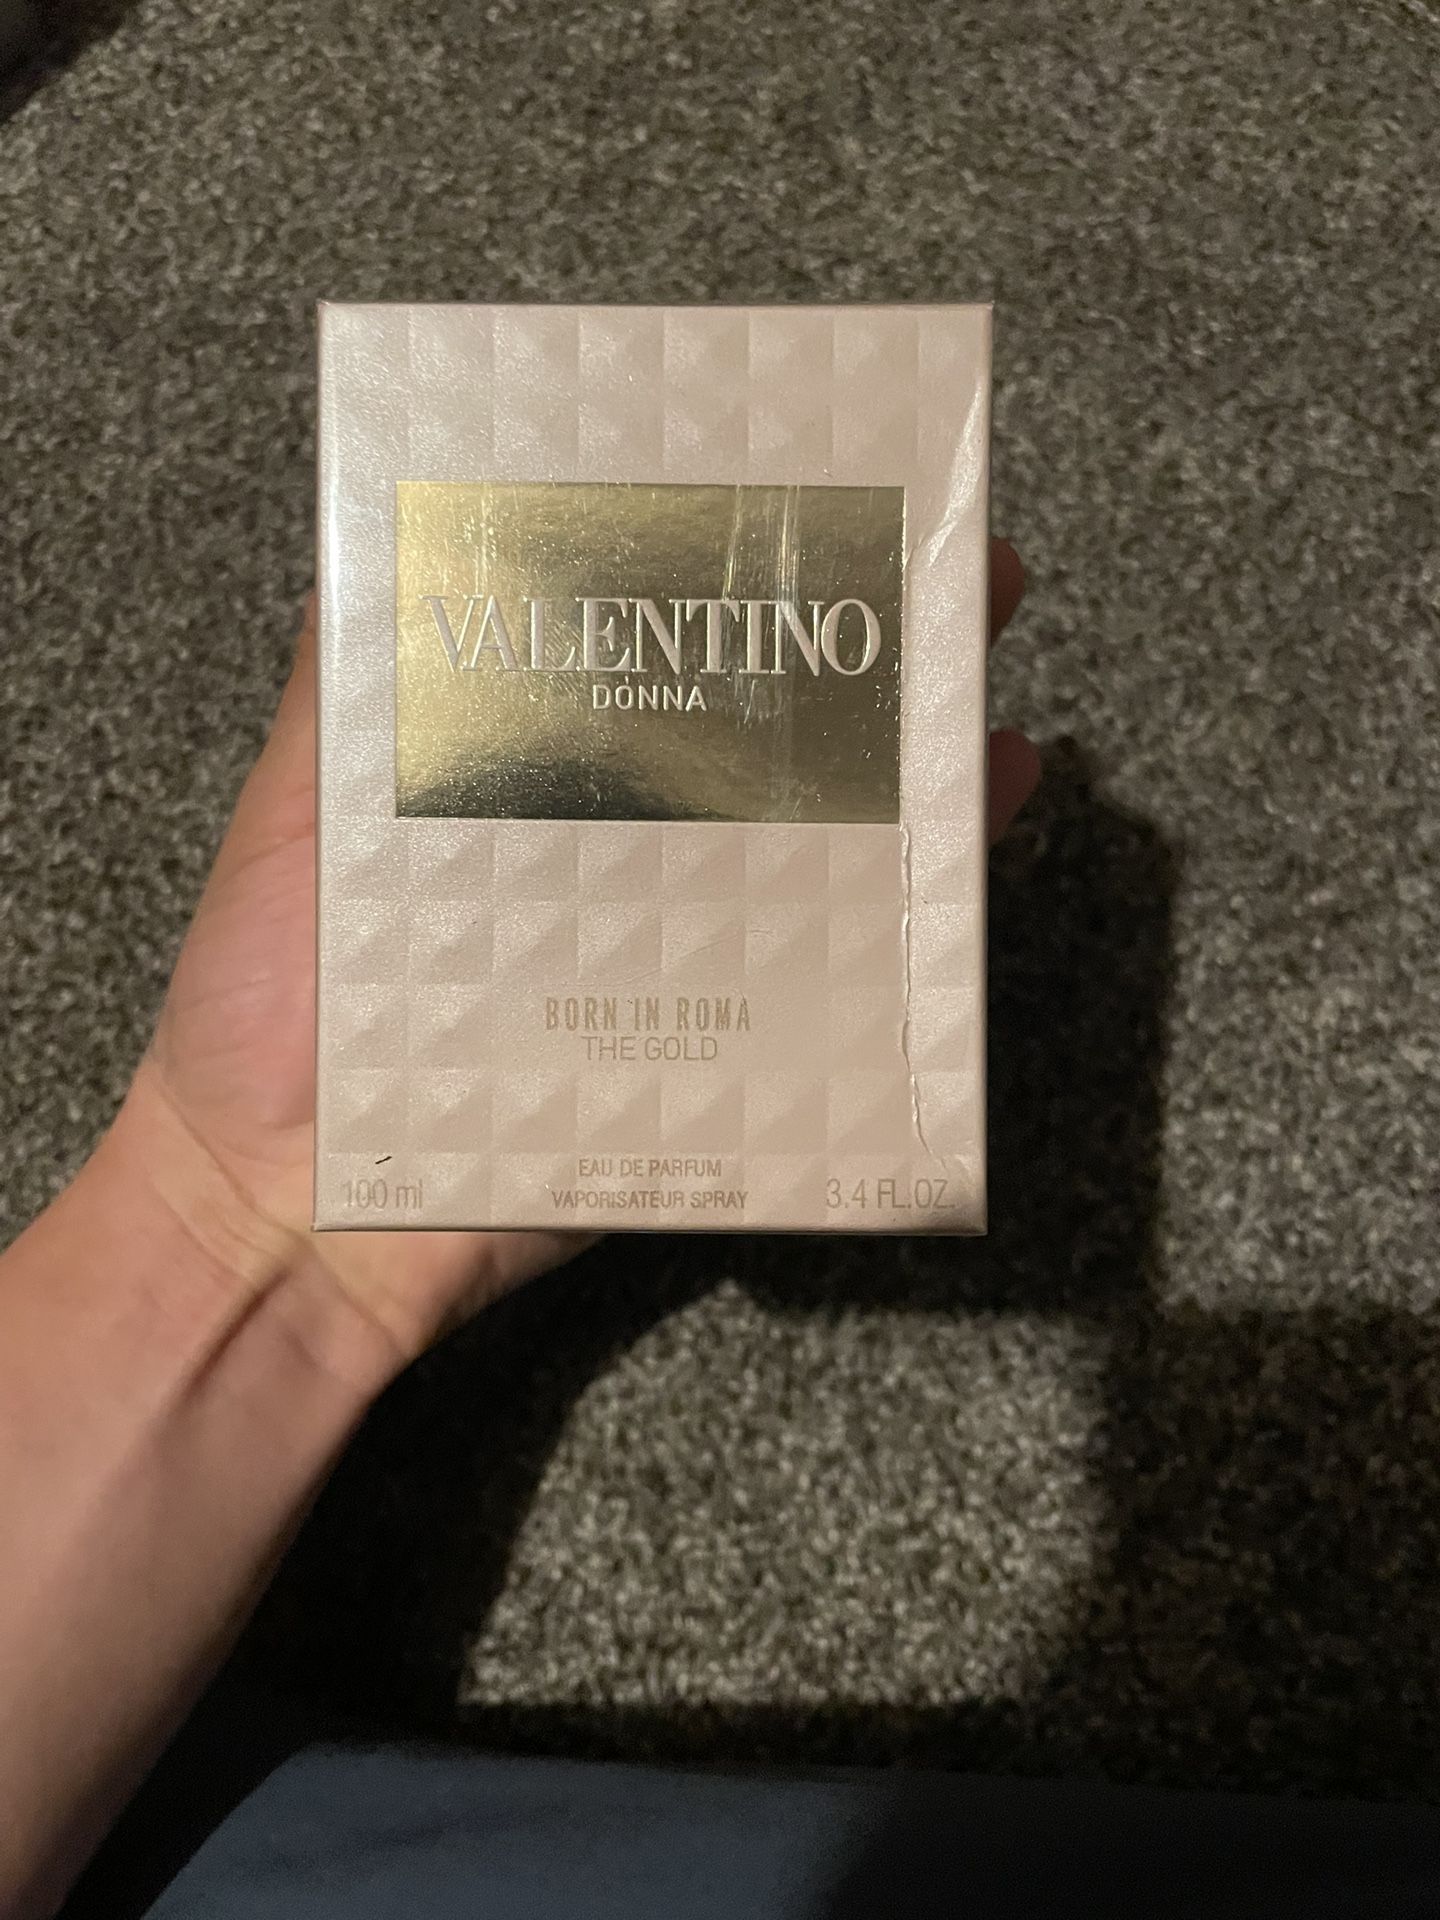 VALENTINO
DONNA
BORN IN ROMA
THE GOLD
EAU DE PARFUM
100 ml VAPORISATEUR SPRAY 3.4 FL.OZ.